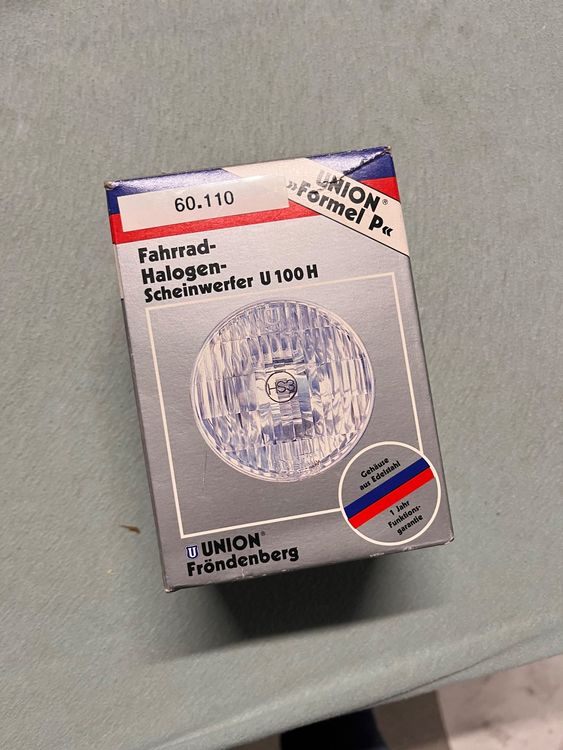 60.110
UNION®
»Formel P«
Fahrrad-
Halogen-
Scheinwerfer U 100 H
HS3
Gehäuse
aus Edelstahl
1 Jahr
Funktions-
garantie
U UNION®
Fröndenberg